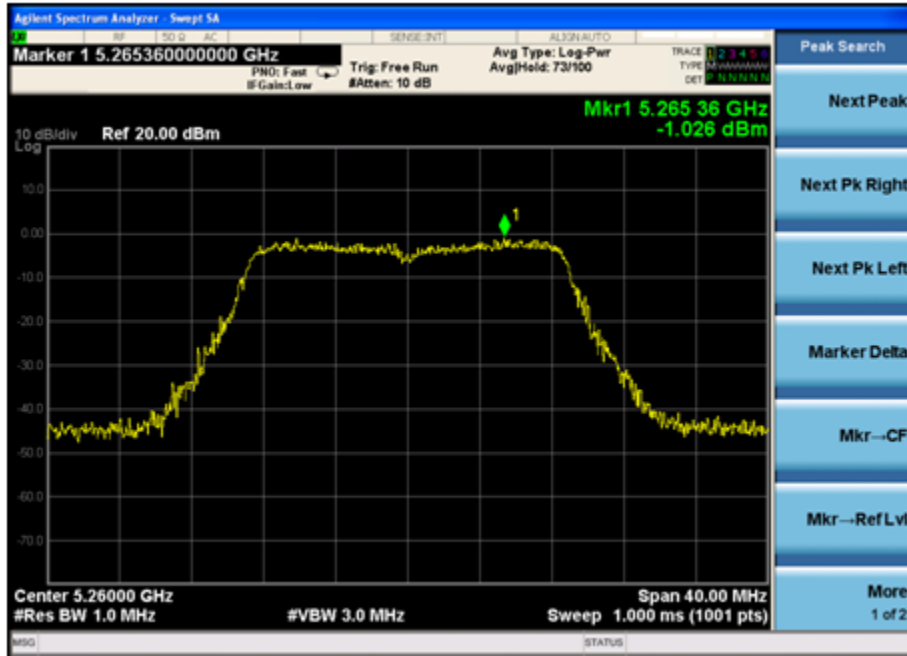 Agilent Spectrum Analyzer - Swept SA
RF 50 Ω AC SENSE:INT ALIGN AUTO
Marker 1 5.265360000000 GHz
PNO: Fast
IFGain:Low
Trig: Free Run
#Atten: 10 dB
Avg Type: Log-Pwr
Avg|Hold: 73/100
TRACE 1 2 3 4 5 6
TYPE
DET P N N N N N
Mkr1 5.265 36 GHz
-1.026 dBm
10 dB/div Ref 20.00 dBm
Log
10.0
0.00
-10.0
-20.0
-30.0
-40.0
-50.0
-60.0
-70.0
1
Center 5.26000 GHz
Span 40.00 MHz
#Res BW 1.0 MHz
#VBW 3.0 MHz
Sweep 1.000 ms (1001 pts)
MSG
STATUS
Peak Search
Next Peak
Next Pk Right
Next Pk Left
Marker Delta
Mkr→CF
Mkr→Ref Lvl
More
1 of 2